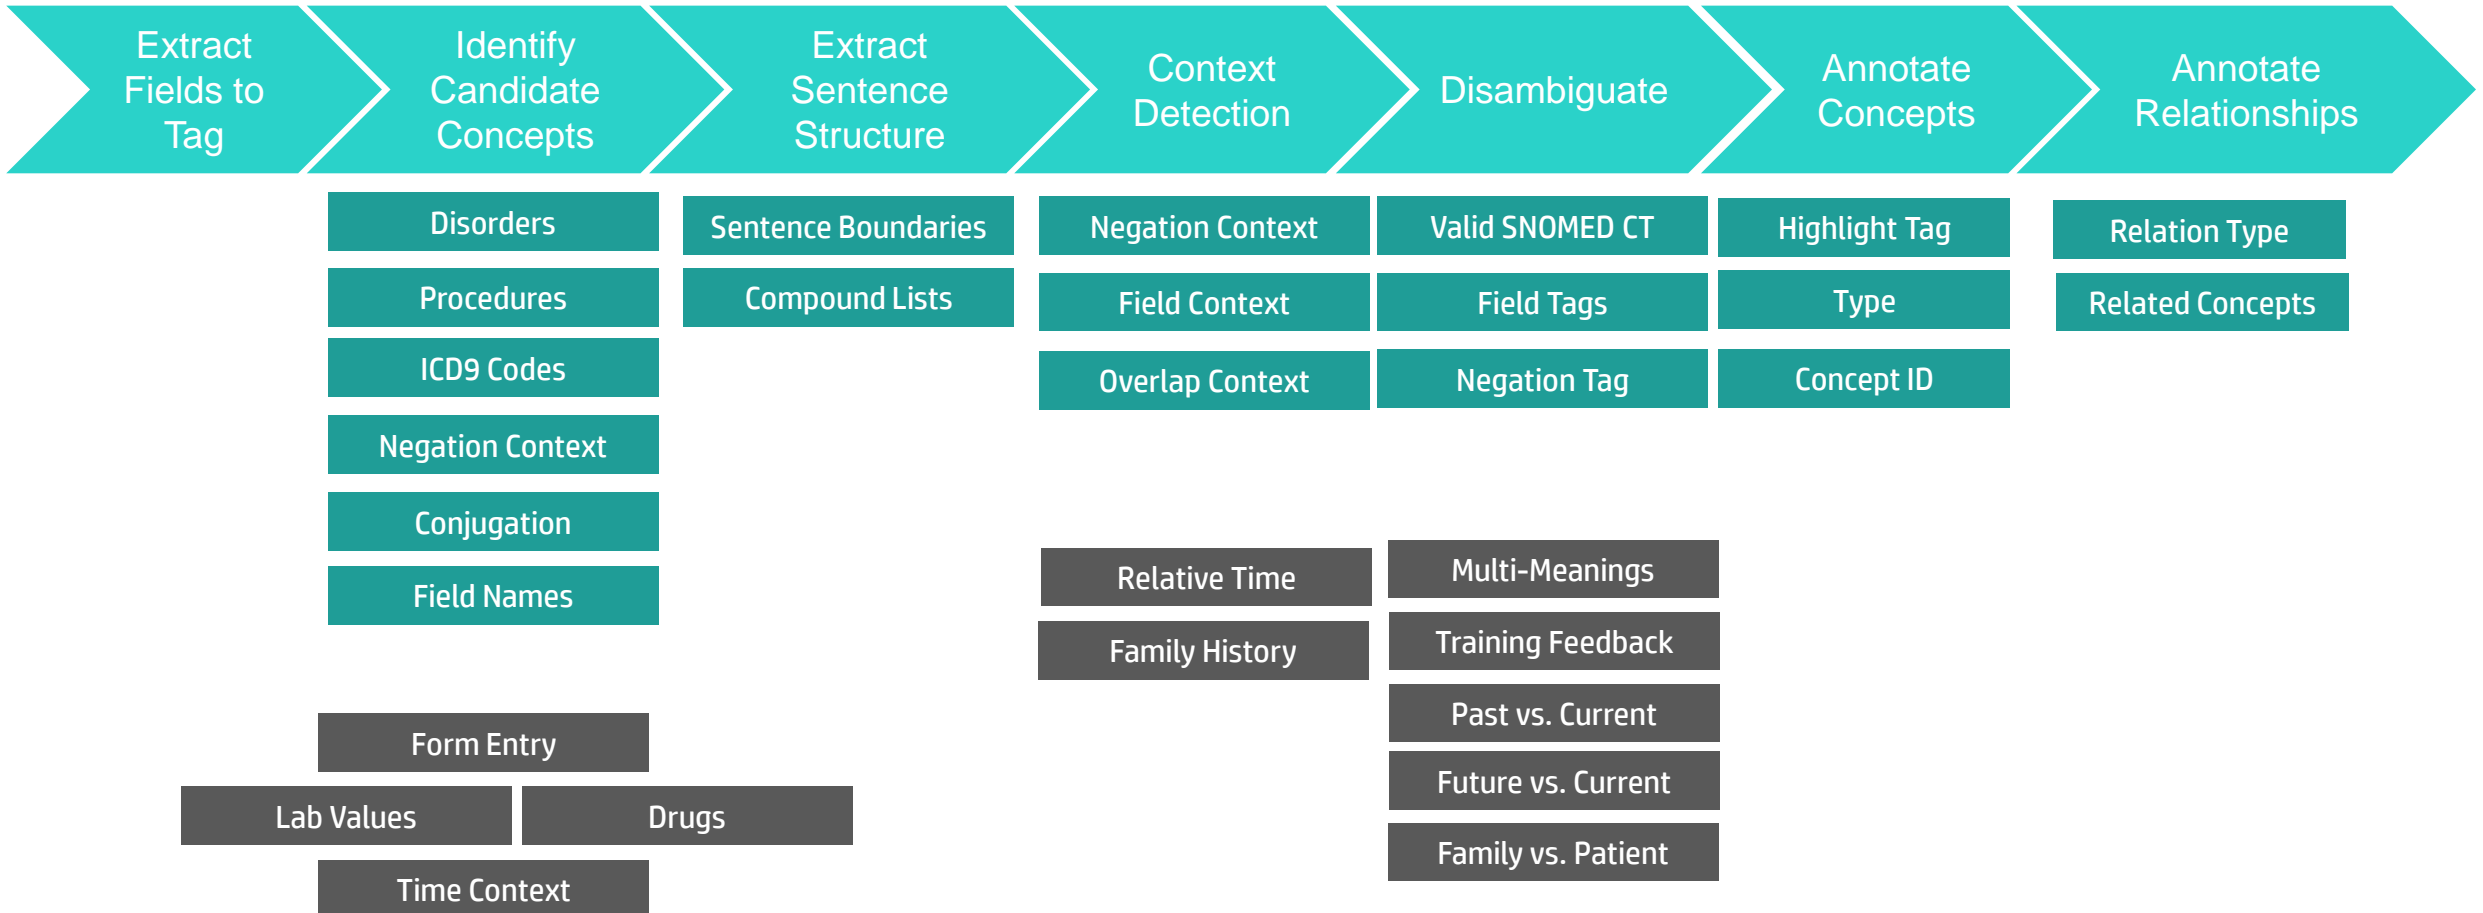 Extract
Fields to
Tag
Identify
Candidate
Concepts
Extract
Sentence
Structure
Context
Detection
Disambiguate
Annotate
Concepts
Annotate
Relationships
Disorders
Procedures
ICD9 Codes
Negation Context
Conjugation
Field Names
Sentence Boundaries
Compound Lists
Negation Context
Field Context
Overlap Context
Valid SNOMED CT
Field Tags
Negation Tag
Highlight Tag
Type
Concept ID
Relation Type
Related Concepts
Form Entry
Lab Values
Drugs
Time Context
Relative Time
Family History
Multi-Meanings
Training Feedback
Past vs. Current
Future vs. Current
Family vs. Patient